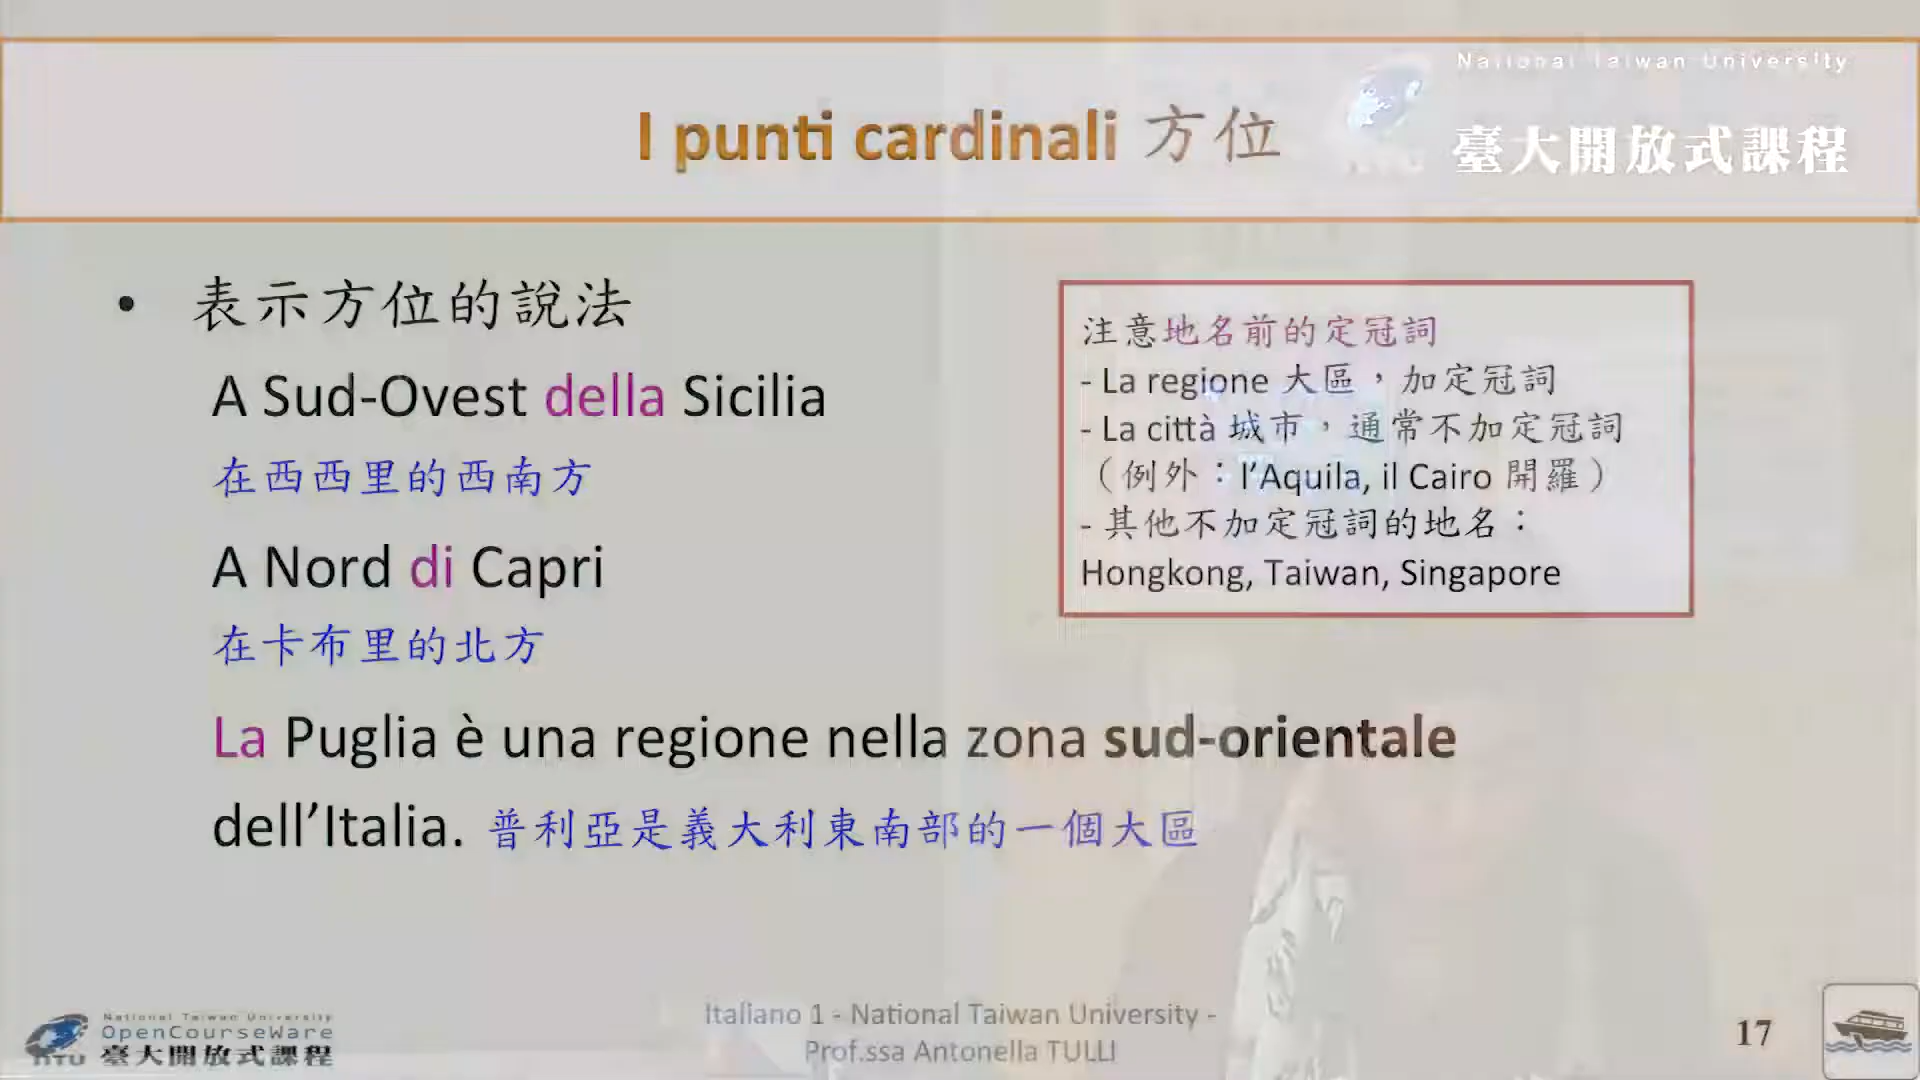 National Taiwan University
臺大開放式課程
I punti cardinali 方位
• 表示方位的說法
A Sud-Ovest della Sicilia
在西西里的西南方
A Nord di Capri
在卡布里的北方
La Puglia è una regione nella zona sud-orientale
dell’Italia. 普利亞是義大利東南部的一個大區
注意地名前的定冠詞
- La regione 大區，加定冠詞
- La città 城市，通常不加定冠詞
（例外：l’Aquila, il Cairo 開羅）
- 其他不加定冠詞的地名：
Hongkong, Taiwan, Singapore
National Taiwan University
OpenCourseWare
NTU 臺大開放式課程
Italiano 1 - National Taiwan University -
Prof.ssa Antonella TULLI
17